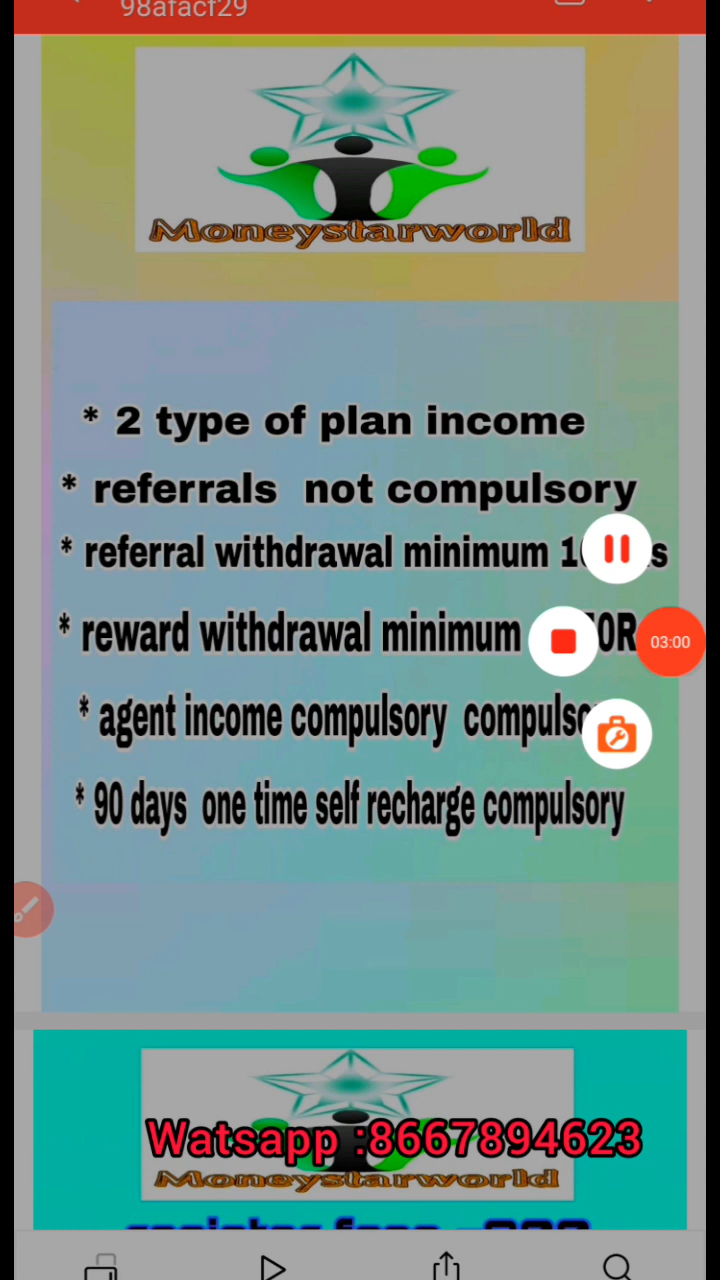 98afacf29
Moneystarworld
* 2 type of plan income
* referrals not compulsory
* referral withdrawal minimum
* reward withdrawal minimum
03:00
* agent income compulsory
* 90 days one time self recharge compulsory
Watsapp :8667894623
Moneystarworld